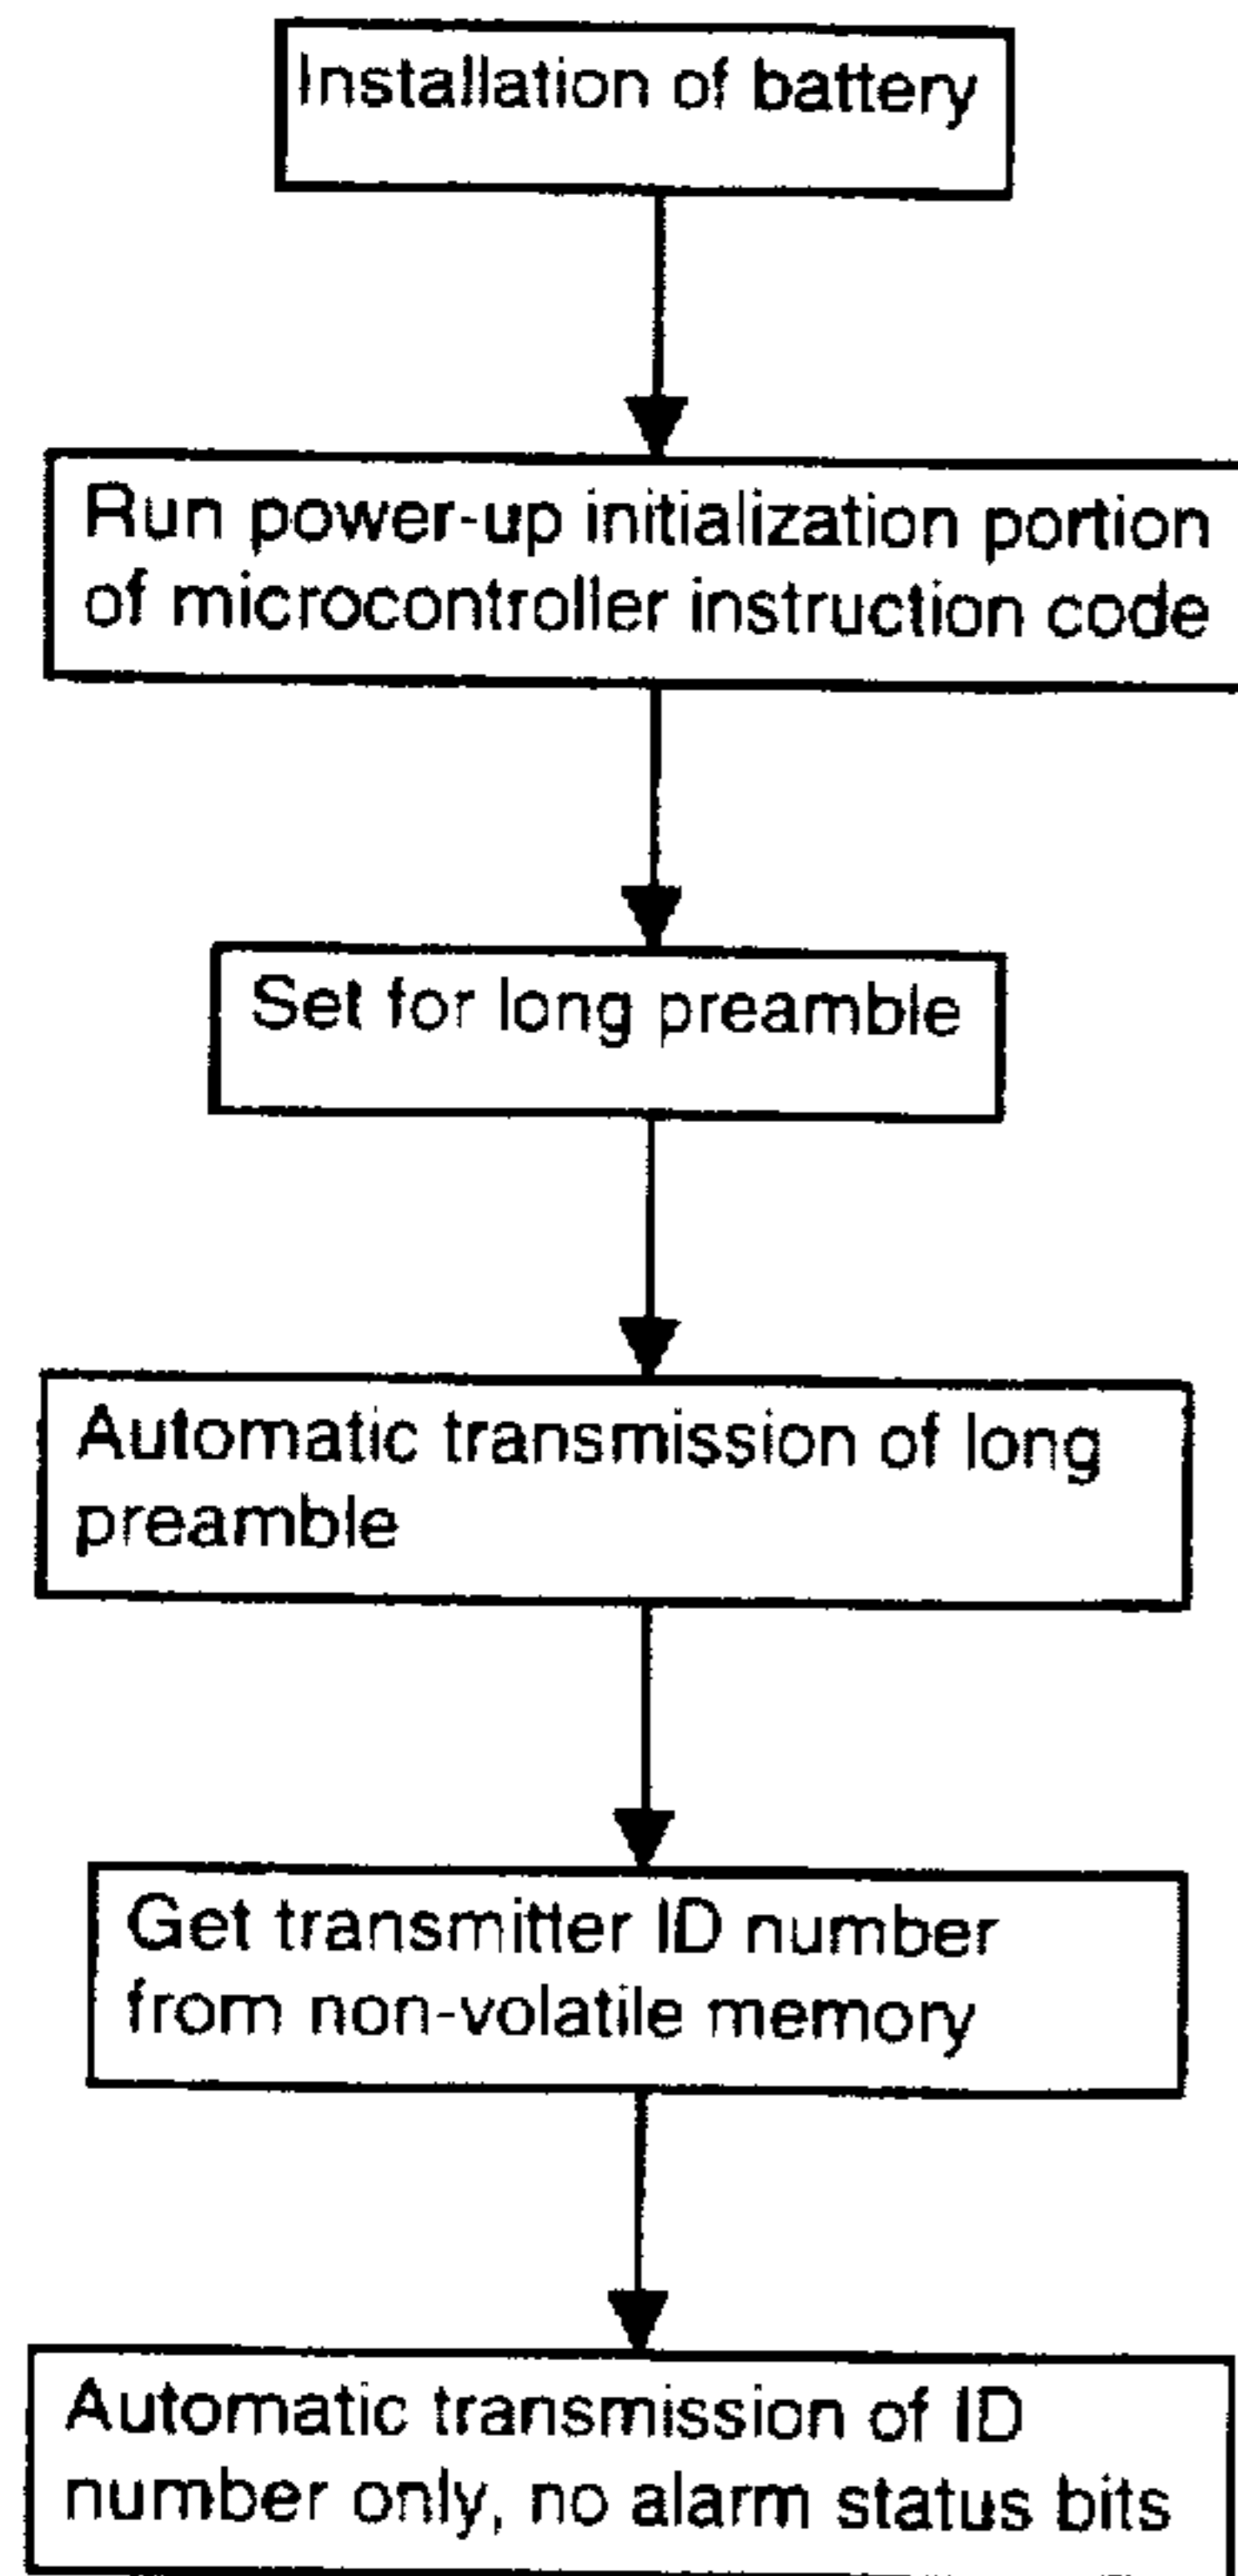 Installation of battery
Run power-up initialization portion
of microcontroller instruction code
Set for long preamble
Automatic transmission of long
preamble
Get transmitter ID number
from non-volatile memory
Automatic transmission of ID
number only, no alarm status bits